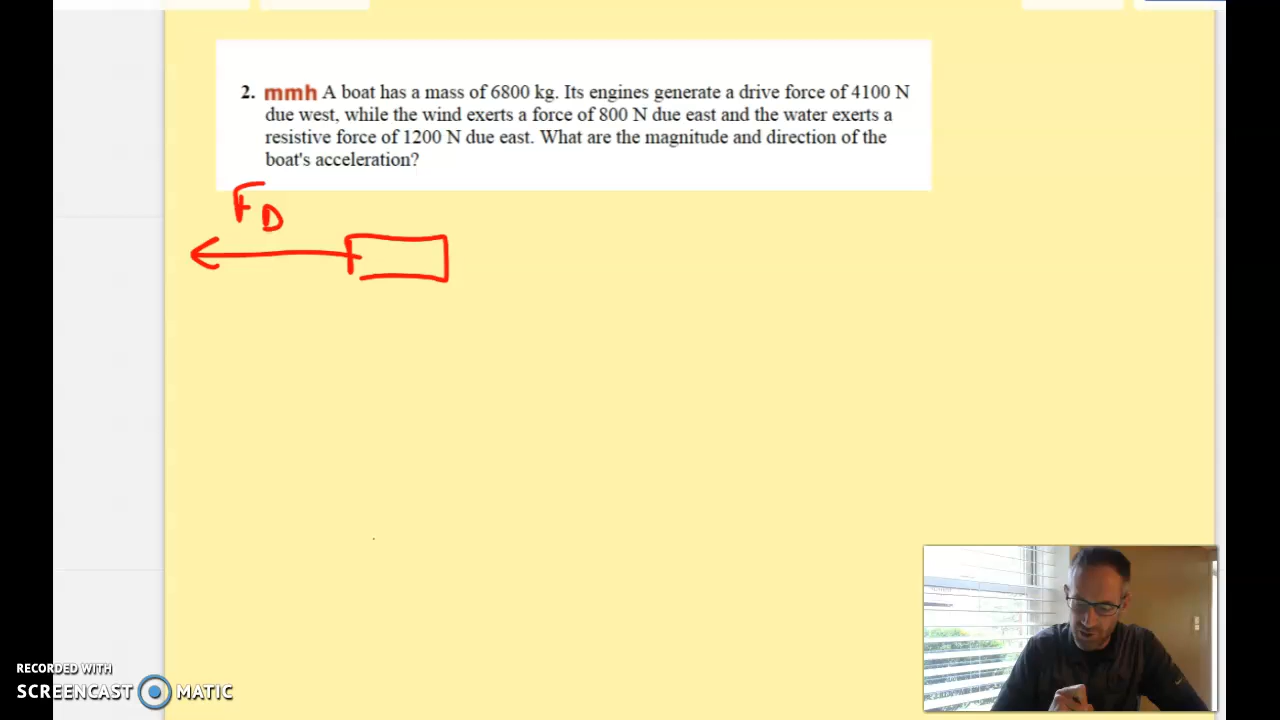 2. mmh A boat has a mass of 6800 kg. Its engines generate a drive force of 4100 N
due west, while the wind exerts a force of 800 N due east and the water exerts a
resistive force of 1200 N due east. What are the magnitude and direction of the
boat's acceleration?
FD
RECORDED WITH
SCREENCAST MATIC